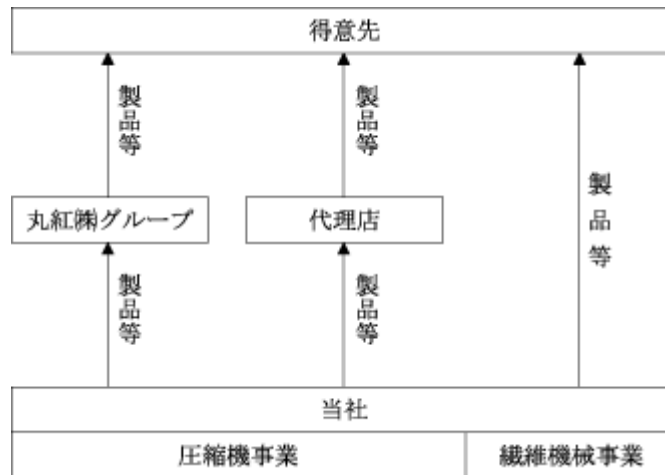 得意先
製品等
製品等
製品等
丸紅㈱グループ
代理店
製品等
製品等
当社
圧縮機事業
繊維機械事業